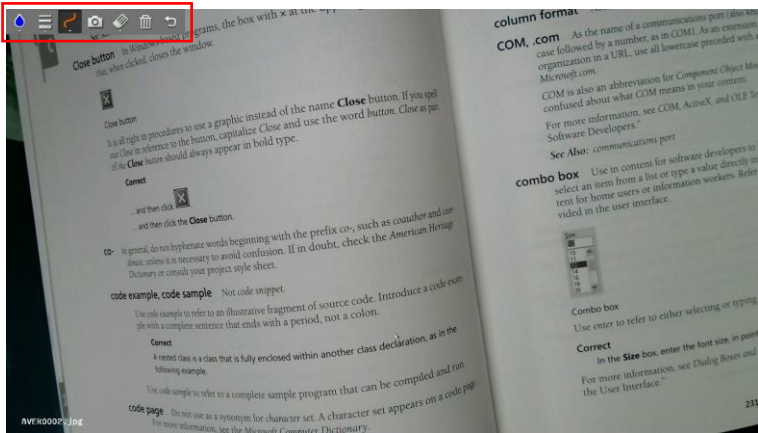 Close button In Windows-based programs, the box with x at the
that, when clicked, closes the window.
Close button
It is all right in procedures to use a graphic instead of the name Close button. If you spell
out Close in reference to the button, capitalize Close and use the word button. Close as part
of the Close button should always appear in bold type.
Correct
...and then click
...and then click the Close button.
co- In general, do not hyphenate words beginning with the prefix co-, such as coauthor and
unless it is necessary to avoid confusion. If in doubt, check the American Heritage
Dictionary or consult your project style sheet.
code example, code sample Not code snippet.
Use code example to refer to an illustrative fragment of source code. Introduce a code exam-
ple with a complete sentence that ends with a period, not a colon.
Correct
A nested class is a class that is fully enclosed within another class declaration, as in the
following example.
Use code sample to refer to a complete sample program that can be compiled and run.
code page Do not use as a synonym for character set. A character set appears on a code page.
For more information, see the Microsoft Computer Dictionary.
column format
COM, .com As the name of a communications port (also
case followed by a number, as in COM1. As an extension
organization in a URL, use all lowercase preceded with a
Microsoft.com.
COM is also an abbreviation for Component Object
confused about what COM means in your content.
For more information, see COM, ActiveX, and OLE
Software Developers."
See Also: communications port
combo box Use in content for software developers to
select an item from a list or type a value directly in
tent for home users or information workers. Refer
vided in the user interface.
Combo box
Use enter to refer to either selecting or typing
Correct
In the Size box, enter the font size, in
For more information, see Dialog Boxes and
the User Interface."
231
AVER0002.jpg